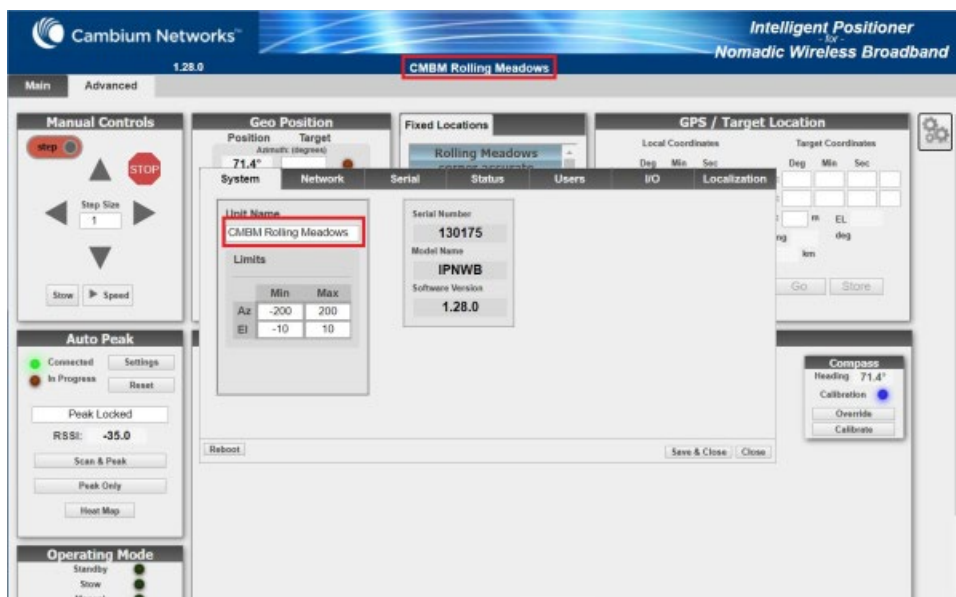 Cambium Networks™
Intelligent Positioner
- for -
Nomadic Wireless Broadband
1.28.0
CMBM Rolling Meadows
Main
Advanced
Manual Controls
step
STOP
Step Size
1
Stow
Speed
Geo Position
Position Target
Azimuth: (degrees)
71.4°
Fixed Locations
Rolling Meadows
GPS / Target Location
Local Coordinates Target Coordinates
Deg Min Sec Deg Min Sec
m EL
deg
km
Go Store
System Network Serial Status Users I/O Localization
Unit Name
CMBM Rolling Meadows
Limits
Min Max
Az -200 200
El -10 10
Serial Number
130175
Model Name
IPNWB
Software Version
1.28.0
Reboot
Save & Close Close
Auto Peak
Connected Settings
In Progress Reset
Peak Locked
RSSI: -35.0
Scan & Peak
Peak Only
Heat Map
Compass
Heading 71.4°
Calibration
Override
Calibrate
Operating Mode
Standby
Stow